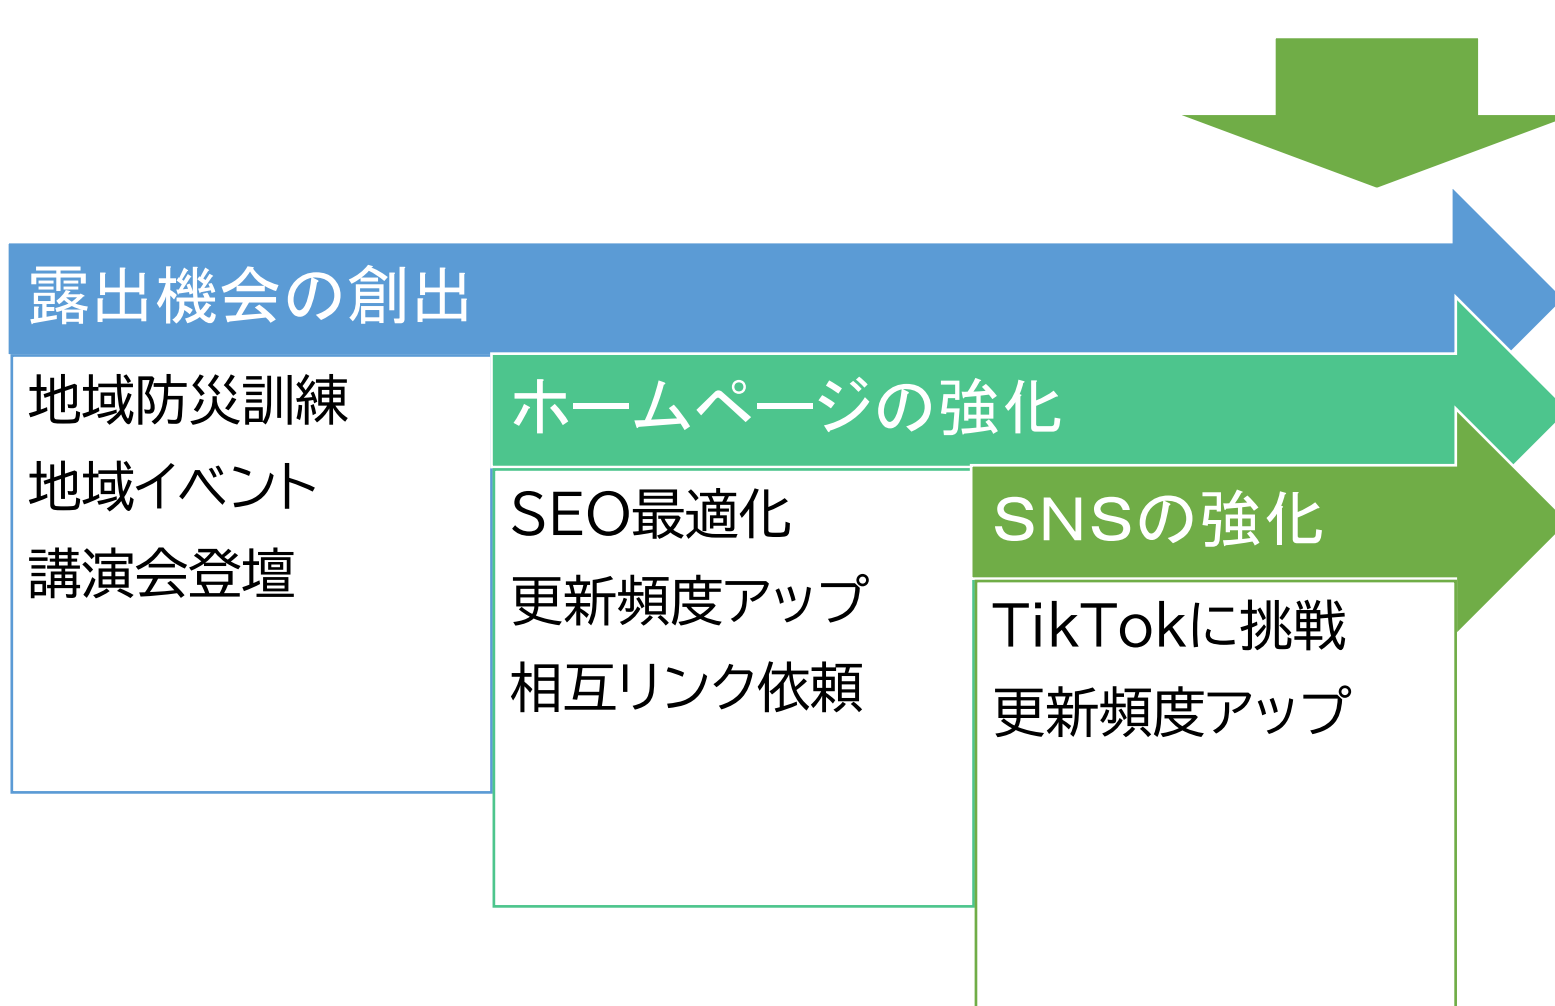 露出機会の創出
地域防災訓練
地域イベント
講演会登壇
ホームページの強化
SEO最適化
更新頻度アップ
相互リンク依頼
SNSの強化
TikTokに挑戦
更新頻度アップ